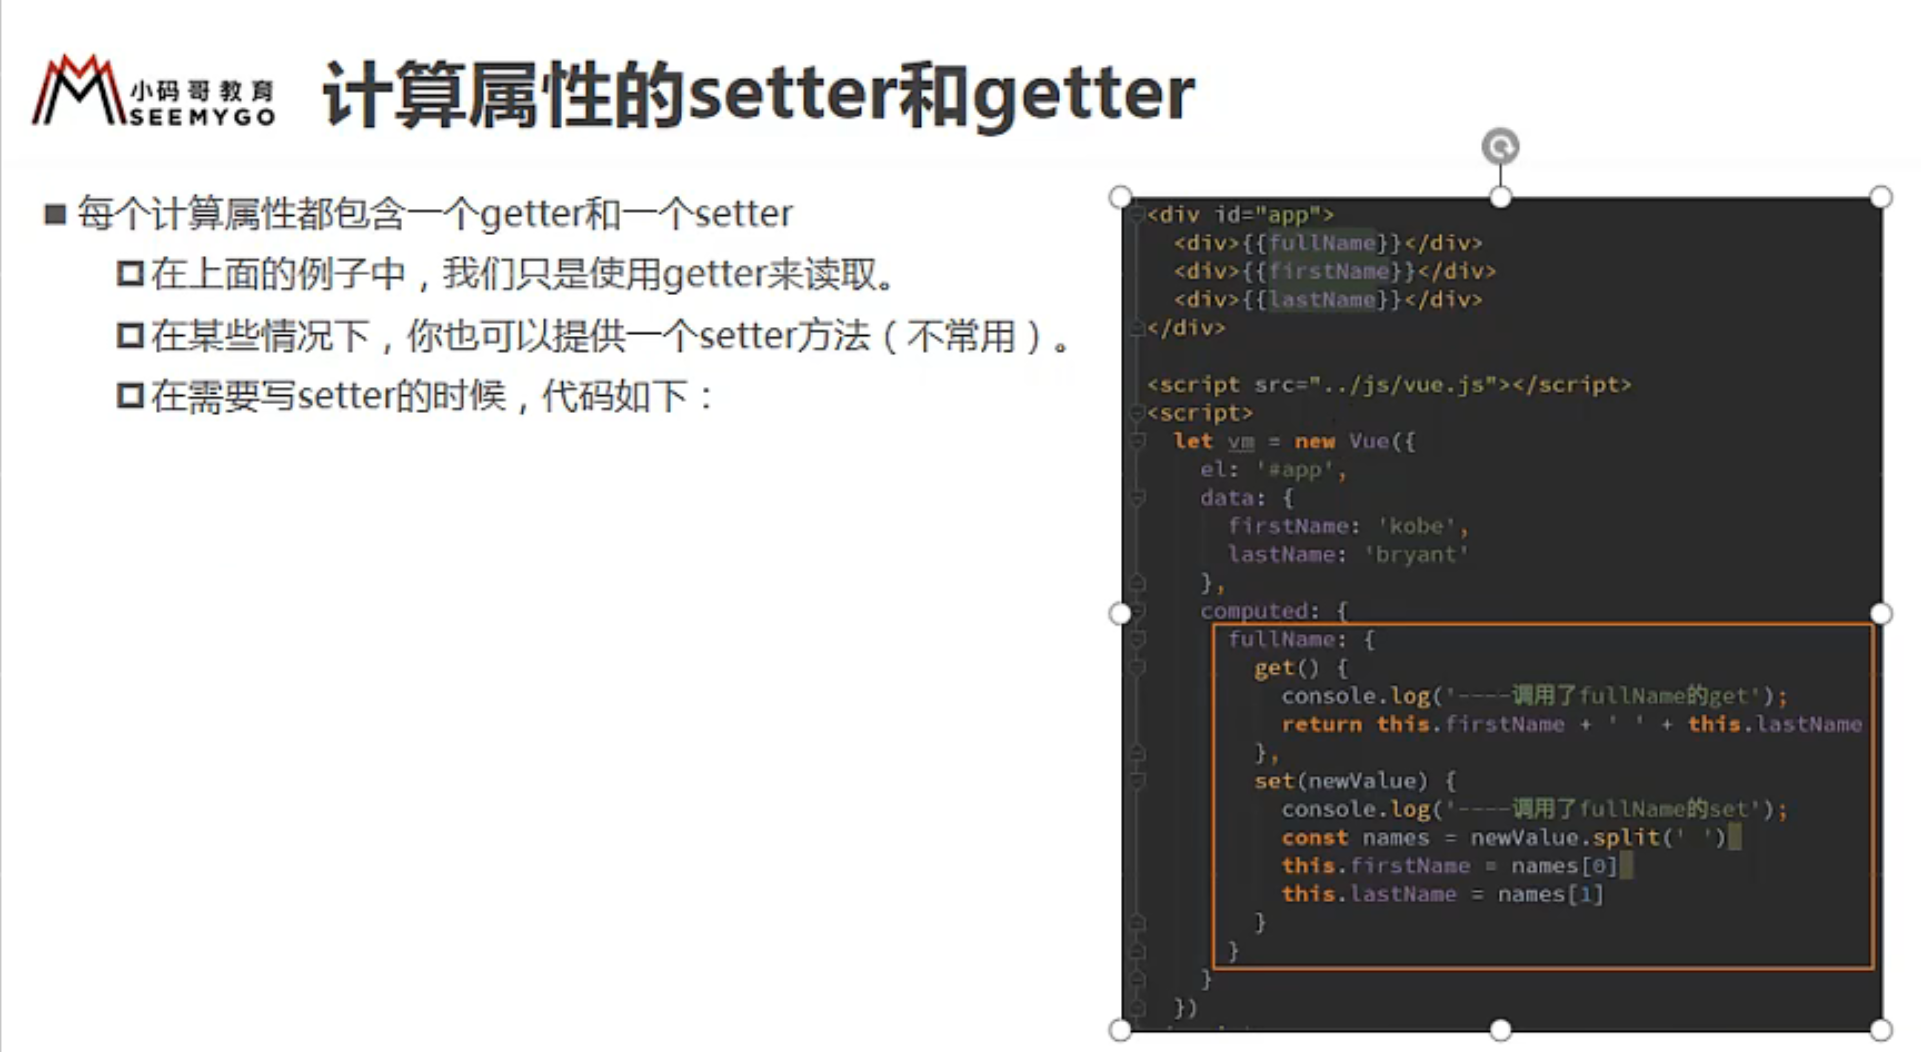 小码哥教育
SEEMYGO
计算属性的setter和getter
每个计算属性都包含一个getter和一个setter
在上面的例子中，我们只是使用getter来读取。
在某些情况下，你也可以提供一个setter方法（不常用）。
在需要写setter的时候，代码如下：
<div id="app">
<div>{{fullName}}</div>
<div>{{firstName}}</div>
<div>{{lastName}}</div>
</div>
<script src="../js/vue.js"></script>
<script>
let vm = new Vue({
el: '#app',
data: {
firstName: 'kobe',
lastName: 'bryant'
},
computed: {
fullName: {
get() {
console.log('----调用了fullName的get');
return this.firstName + ' ' + this.lastName
},
set(newValue) {
console.log('----调用了fullName的set');
const names = newValue.split(' ')
this.firstName = names[0]
this.lastName = names[1]
}
}
}
})